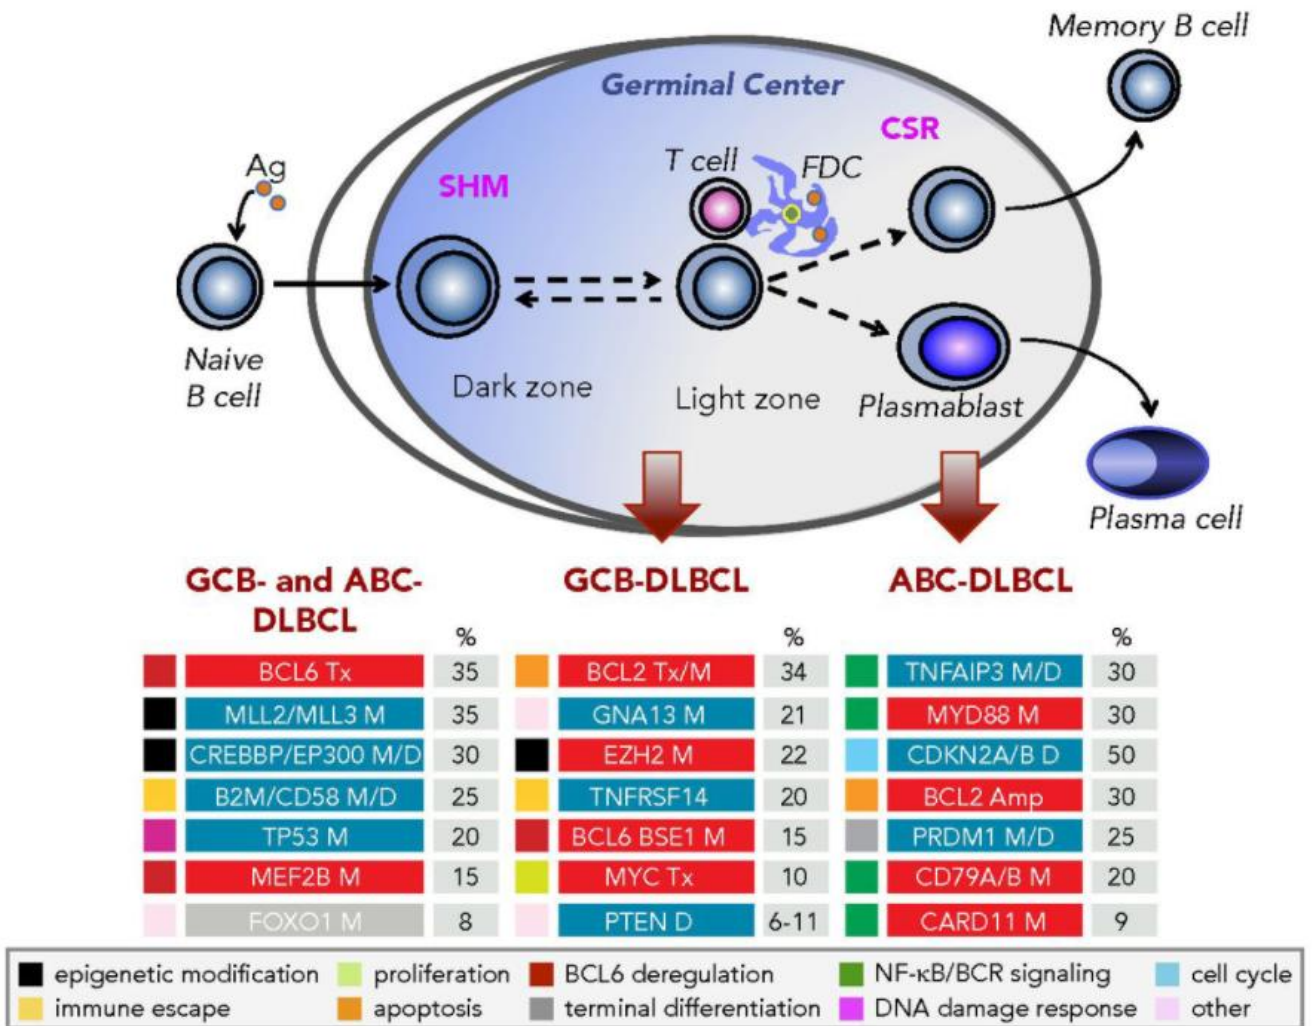 Memory B cell
Germinal Center
CSR
T cell
FDC
Ag
SHM
Naive
B cell
Dark zone
Light zone
Plasmablast
Plasma cell
GCB- and ABC-
DLBCL
%
BCL6 Tx 35
MLL2/MLL3 M 35
CREBBP/EP300 M/D 30
B2M/CD58 M/D 25
TP53 M 20
MEF2B M 15
FOXO1 M 8
GCB-DLBCL
%
BCL2 Tx/M 34
GNA13 M 21
EZH2 M 22
TNFRSF14 20
BCL6 BSE1 M 15
MYC Tx 10
PTEN D 6-11
ABC-DLBCL
%
TNFAIP3 M/D 30
MYD88 M 30
CDKN2A/B D 50
BCL2 Amp 30
PRDM1 M/D 25
CD79A/B M 20
CARD11 M 9
epigenetic modification proliferation BCL6 deregulation NF-κB/BCR signaling cell cycle
immune escape apoptosis terminal differentiation DNA damage response other